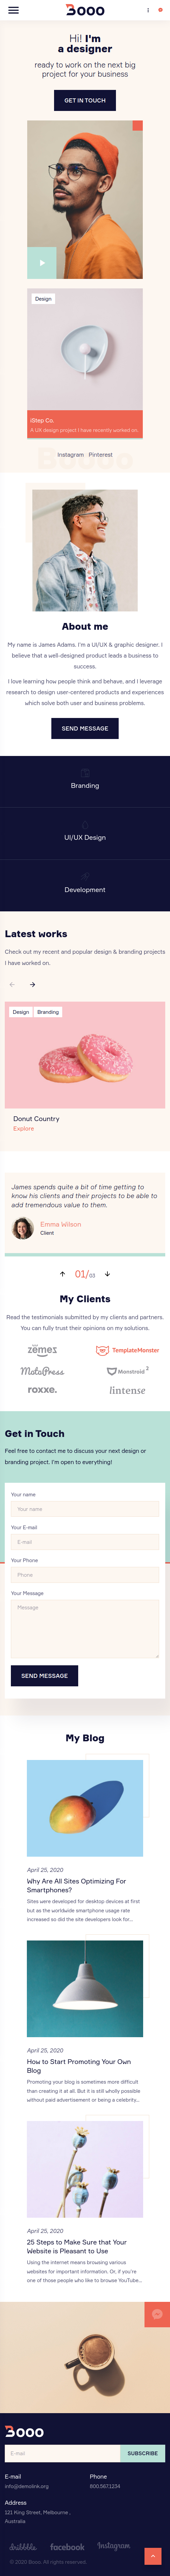 Booo
Hi! I'm
a designer
ready to work on the next big
project for your business
GET IN TOUCH
Design
iStep Co.
A UX design project I have recently worked on.
Instagram Pinterest
About me
My name is James Adams, I'm a UI/UX & graphic designer. I
believe that a well-designed product leads a business to
success.
I love learning how people think and behave, and I leverage
research to design user-centered products and experiences
which solve both user and business problems.
SEND MESSAGE
Branding
UI/UX Design
Development
Latest works
Check out my recent and popular design & branding projects
I have worked on.
Design Branding
Donut Country
Explore
James spends quite a bit of time getting to
know his clients and their projects to be able to
add tremendous value to them.
Emma Wilson
Client
01/03
My Clients
Read the testimonials submitted by my clients and partners.
You can fully trust their opinions on my solutions.
zēmes
TemplateMonster
MotoPress
Monstroid 2
roxxe.
lintense
Get in Touch
Feel free to contact me to discuss your next design or
branding project. I'm open to everything!
Your name
Your name
Your E-mail
E-mail
Your Phone
Phone
Your Message
Message
SEND MESSAGE
My Blog
April 25, 2020
Why Are All Sites Optimizing For
Smartphones?
Sites were developed for desktop devices at first
but as the worldwide smartphone usage rate
increased so did the site developers look for...
April 25, 2020
How to Start Promoting Your Own
Blog
Promoting your blog is sometimes more difficult
than creating it at all. But it is still wholly possible
without paid advertisement or being a celebrity...
April 25, 2020
25 Steps to Make Sure that Your
Website is Pleasant to Use
Using the internet means browsing various
websites for important information. Or, if you're
one of those people who like to browse YouTube...
Booo
E-mail
SUBSCRIBE
E-mail
info@demolink.org
Phone
800.567.1234
Address
121 King Street, Melbourne ,
Australia
dribbble facebook Instagram
© 2020 Booo. All rights reserved.